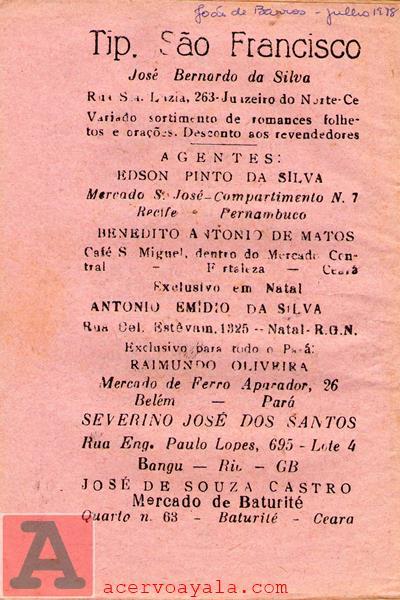 João de Barros - julho 1978
Tip. São Francisco
José Bernardo da Silva
Rua Sta. Luzia, 263-Juazeiro do Norte-Ce
Variado sortimento de romances folhe-
tos e orações. Desconto aos revendedores
AGENTES:
EDSON PINTO DA SILVA
Mercado S. José-Compartimento N. 7
Recife - Pernambuco
BENEDITO ANTONIO DE MATOS
Café S. Miguel, dentro do Mercado Cen-
tral - Fortaleza - Ceará
Exclusivo em Natal
ANTONIO EMÍDIO DA SILVA
Rua Cel. Estêvam, 1325 -- Natal - R.G.N.
Exclusivo para todo o Pará:
RAIMUNDO OLIVEIRA
Mercado de Ferro Aparador, 26
Belém — Pará
SEVERINO JOSÉ DOS SANTOS
Rua Eng. Paulo Lopes, 695 - Lote 4
Bangu — Rio — GB
JOSÉ DE SOUZA CASTRO
Mercado de Baturité
Quarto n. 63 - Baturité - Ceara
A
acervoayala.com